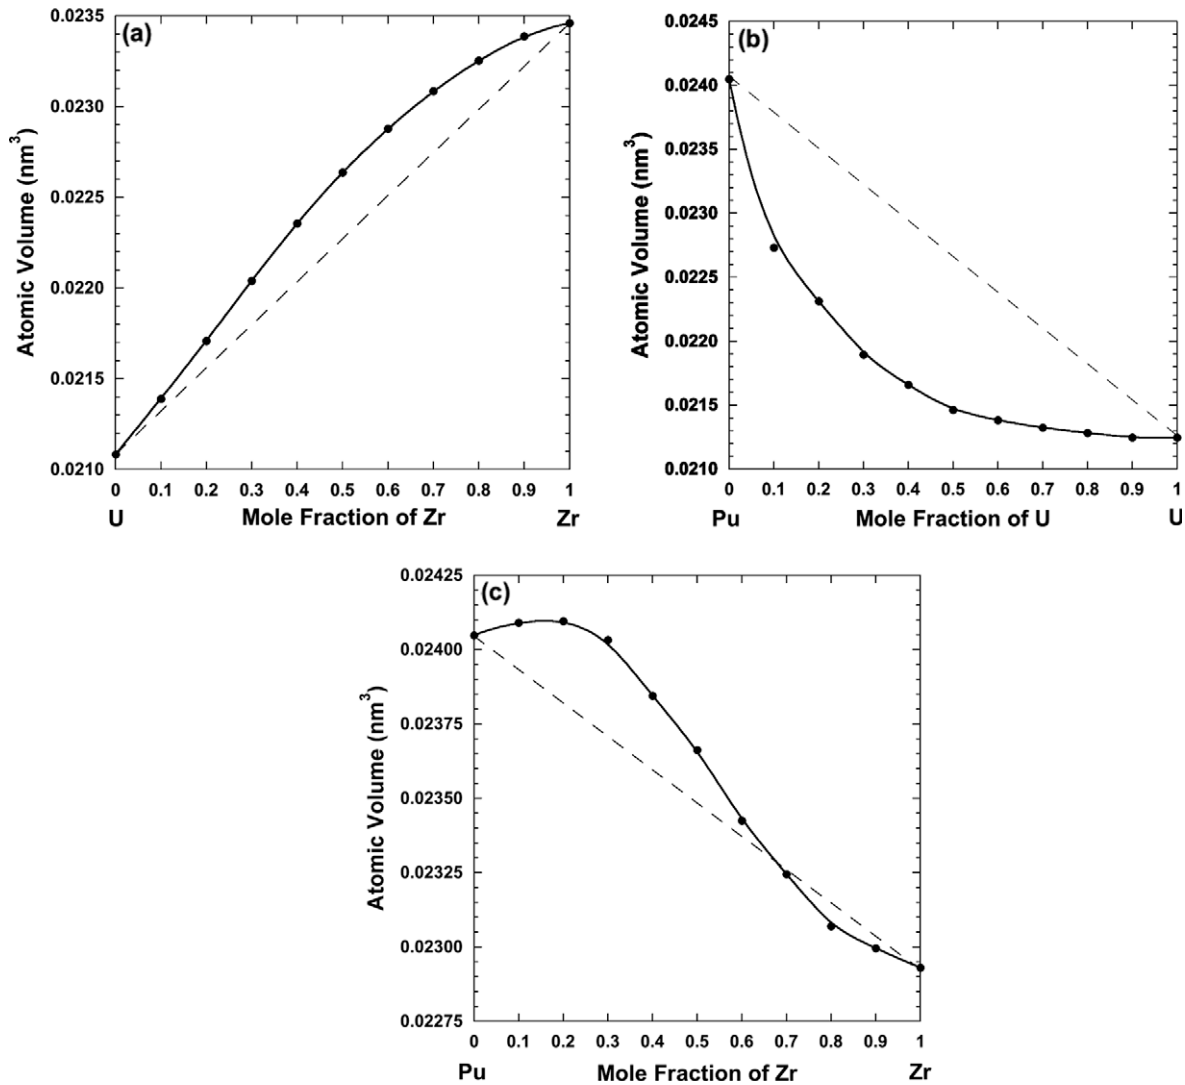 (a)
Atomic Volume (nm³)
0.0235
0.0230
0.0225
0.0220
0.0215
0.0210
0 0.1 0.2 0.3 0.4 0.5 0.6 0.7 0.8 0.9 1
U Mole Fraction of Zr Zr
(b)
Atomic Volume (nm³)
0.0245
0.0240
0.0235
0.0230
0.0225
0.0220
0.0215
0.0210
0 0.1 0.2 0.3 0.4 0.5 0.6 0.7 0.8 0.9 1
Pu Mole Fraction of U U
(c)
Atomic Volume (nm³)
0.02425
0.02400
0.02375
0.02350
0.02325
0.02300
0.02275
0 0.1 0.2 0.3 0.4 0.5 0.6 0.7 0.8 0.9 1
Pu Mole Fraction of Zr Zr